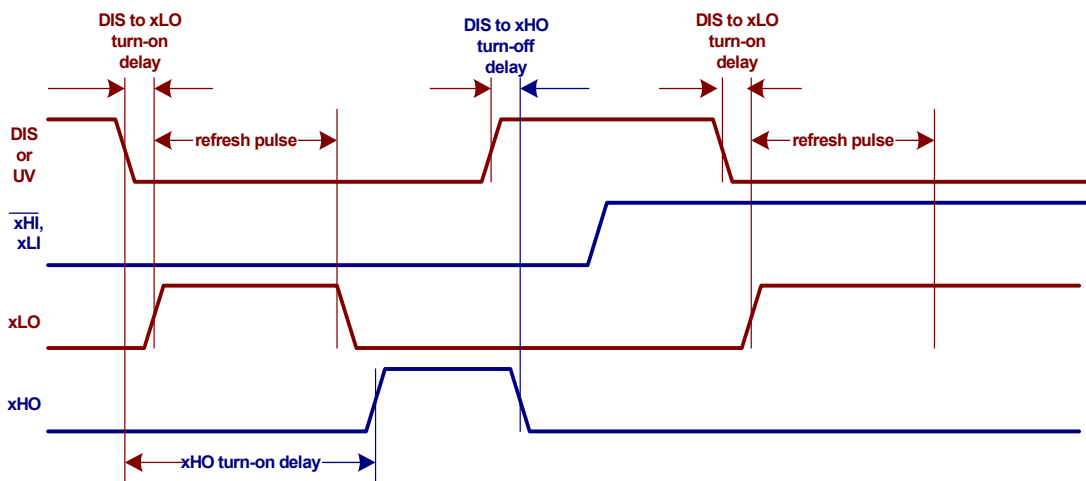 DIS to xLO
turn-on
delay
DIS to xHO
turn-off
delay
DIS to xLO
turn-on
delay
DIS
or
UV
refresh pulse
refresh pulse
xHI,
xLI
xLO
xHO
xHO turn-on delay